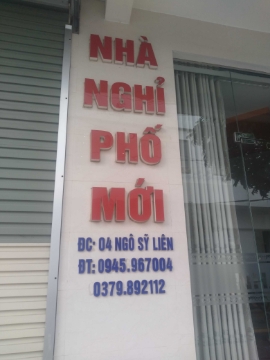 NHÀ
NGHỈ
PHỐ
MỚI
ĐC: 04 NGÔ SỸ LIÊN
ĐT: 0945.967004
0379.892112